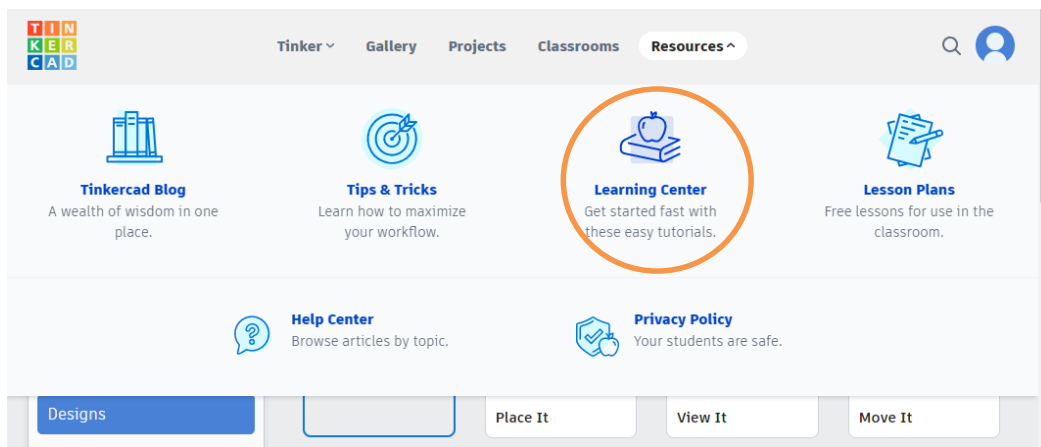 TIN
KER
CAD
Tinker Gallery Projects Classrooms Resources
Tinkercad Blog
A wealth of wisdom in one
place.
Tips & Tricks
Learn how to maximize
your workflow.
Learning Center
Get started fast with
these easy tutorials.
Lesson Plans
Free lessons for use in the
classroom.
Help Center
Browse articles by topic.
Privacy Policy
Your students are safe.
Designs
Place It
View It
Move It